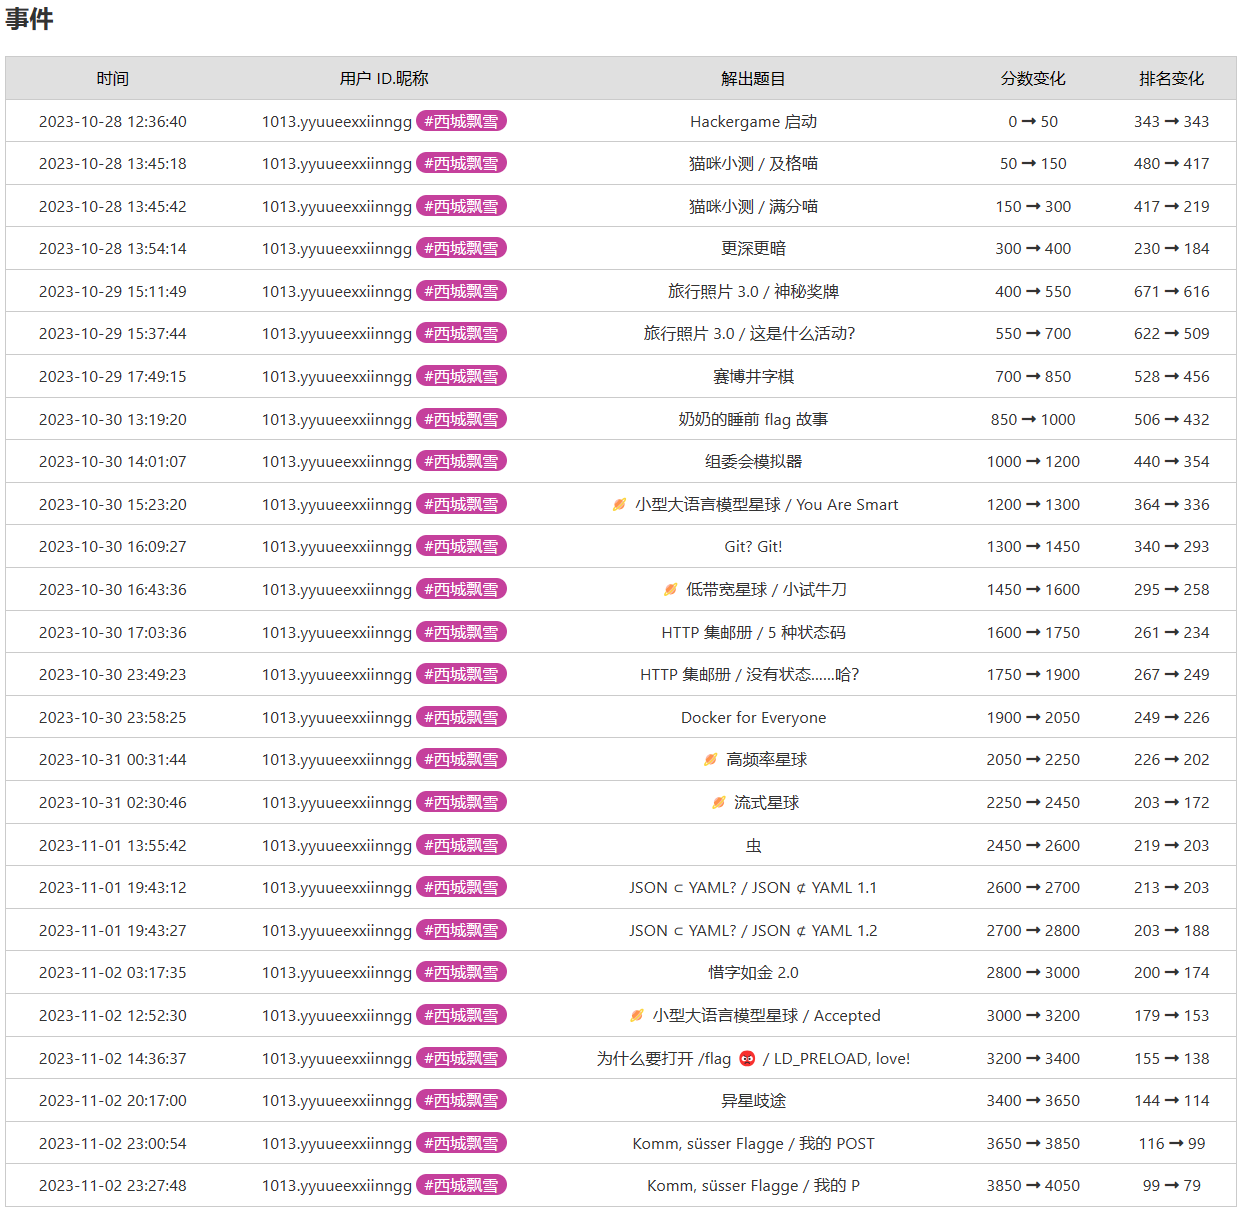 事件
时间 用户 ID.昵称 解出题目 分数变化 排名变化
2023-10-28 12:36:40 1013.yyuueexxiinngg #西城飘雪 Hackergame 启动 0 → 50 343 → 343
2023-10-28 13:45:18 1013.yyuueexxiinngg #西城飘雪 猫咪小测 / 及格喵 50 → 150 480 → 417
2023-10-28 13:45:42 1013.yyuueexxiinngg #西城飘雪 猫咪小测 / 满分喵 150 → 300 417 → 219
2023-10-28 13:54:14 1013.yyuueexxiinngg #西城飘雪 更深更暗 300 → 400 230 → 184
2023-10-29 15:11:49 1013.yyuueexxiinngg #西城飘雪 旅行照片 3.0 / 神秘奖牌 400 → 550 671 → 616
2023-10-29 15:37:44 1013.yyuueexxiinngg #西城飘雪 旅行照片 3.0 / 这是什么活动? 550 → 700 622 → 509
2023-10-29 17:49:15 1013.yyuueexxiinngg #西城飘雪 赛博井字棋 700 → 850 528 → 456
2023-10-30 13:19:20 1013.yyuueexxiinngg #西城飘雪 奶奶的睡前 flag 故事 850 → 1000 506 → 432
2023-10-30 14:01:07 1013.yyuueexxiinngg #西城飘雪 组委会模拟器 1000 → 1200 440 → 354
2023-10-30 15:23:20 1013.yyuueexxiinngg #西城飘雪 🪐 小型大语言模型星球 / You Are Smart 1200 → 1300 364 → 336
2023-10-30 16:09:27 1013.yyuueexxiinngg #西城飘雪 Git? Git! 1300 → 1450 340 → 293
2023-10-30 16:43:36 1013.yyuueexxiinngg #西城飘雪 🪐 低带宽星球 / 小试牛刀 1450 → 1600 295 → 258
2023-10-30 17:03:36 1013.yyuueexxiinngg #西城飘雪 HTTP 集邮册 / 5 种状态码 1600 → 1750 261 → 234
2023-10-30 23:49:23 1013.yyuueexxiinngg #西城飘雪 HTTP 集邮册 / 没有状态……哈? 1750 → 1900 267 → 249
2023-10-30 23:58:25 1013.yyuueexxiinngg #西城飘雪 Docker for Everyone 1900 → 2050 249 → 226
2023-10-31 00:31:44 1013.yyuueexxiinngg #西城飘雪 🪐 高频率星球 2050 → 2250 226 → 202
2023-10-31 02:30:46 1013.yyuueexxiinngg #西城飘雪 🪐 流式星球 2250 → 2450 203 → 172
2023-11-01 13:55:42 1013.yyuueexxiinngg #西城飘雪 虫 2450 → 2600 219 → 203
2023-11-01 19:43:12 1013.yyuueexxiinngg #西城飘雪 JSON ⊂ YAML? / JSON ⊄ YAML 1.1 2600 → 2700 213 → 203
2023-11-01 19:43:27 1013.yyuueexxiinngg #西城飘雪 JSON ⊂ YAML? / JSON ⊄ YAML 1.2 2700 → 2800 203 → 188
2023-11-02 03:17:35 1013.yyuueexxiinngg #西城飘雪 惜字如金 2.0 2800 → 3000 200 → 174
2023-11-02 12:52:30 1013.yyuueexxiinngg #西城飘雪 🪐 小型大语言模型星球 / Accepted 3000 → 3200 179 → 153
2023-11-02 14:36:37 1013.yyuueexxiinngg #西城飘雪 为什么要打开 /flag 😡 / LD_PRELOAD, love! 3200 → 3400 155 → 138
2023-11-02 20:17:00 1013.yyuueexxiinngg #西城飘雪 异星歧途 3400 → 3650 144 → 114
2023-11-02 23:00:54 1013.yyuueexxiinngg #西城飘雪 Komm, süsser Flagge / 我的 POST 3650 → 3850 116 → 99
2023-11-02 23:27:48 1013.yyuueexxiinngg #西城飘雪 Komm, süsser Flagge / 我的 P 3850 → 4050 99 → 79